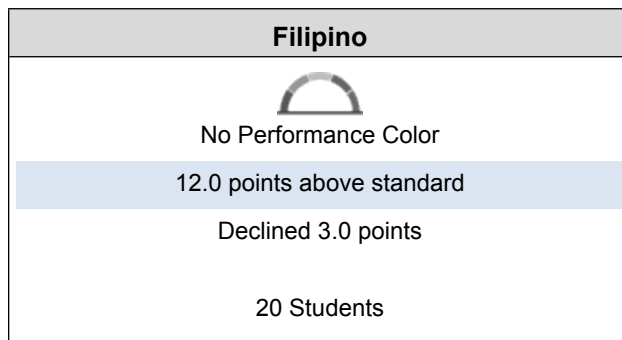 Filipino
No Performance Color
12.0 points above standard
Declined 3.0 points
20 Students